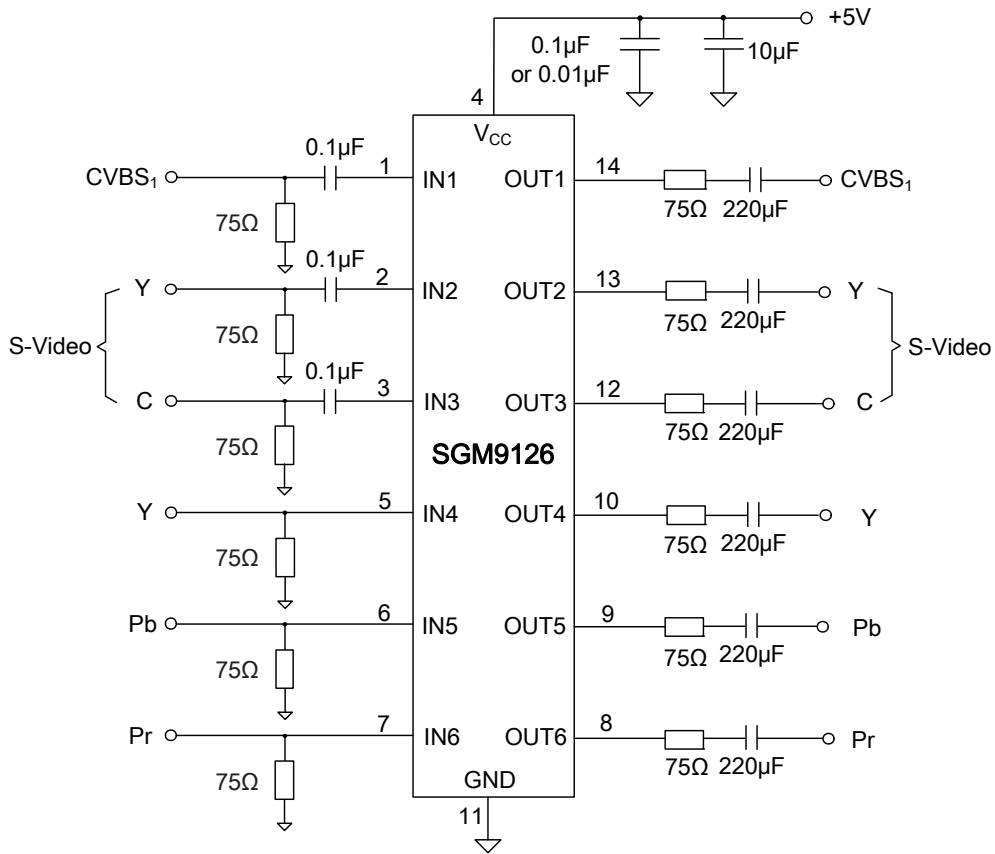 +5V
0.1µF
or 0.01µF
10µF
4
VCC
CVBS₁
0.1µF
1
IN1
OUT1
14
75Ω
220µF
CVBS₁
75Ω
S-Video
Y
0.1µF
2
IN2
OUT2
13
75Ω
220µF
Y
S-Video
75Ω
C
0.1µF
3
IN3
OUT3
12
75Ω
220µF
C
75Ω
SGM9126
Y
5
IN4
OUT4
10
75Ω
220µF
Y
75Ω
Pb
6
IN5
OUT5
9
75Ω
220µF
Pb
75Ω
Pr
7
IN6
OUT6
8
75Ω
220µF
Pr
75Ω
GND
11